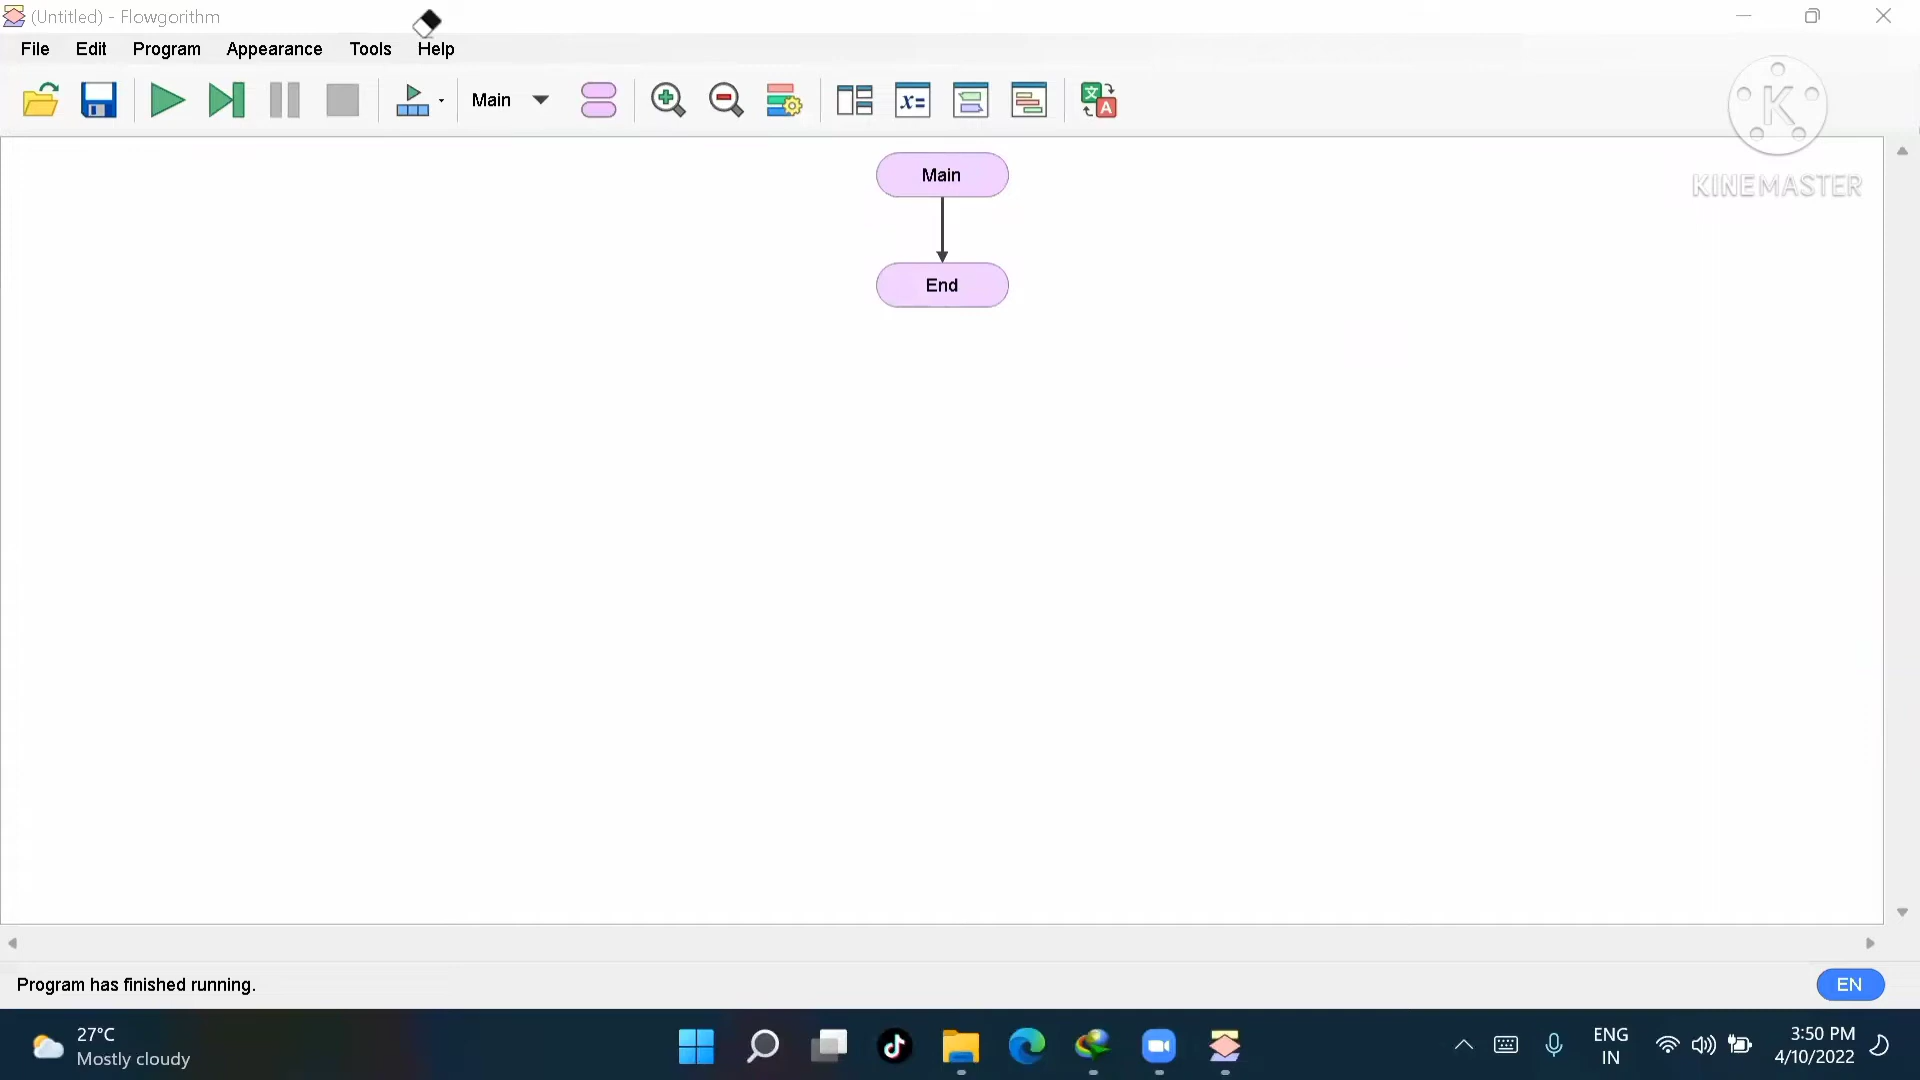 (Untitled) - Flowgorithm
File Edit Program Appearance Tools Help
Main
x=
文 A
K
KINEMASTER
Main
End
Program has finished running.
EN
27°C
Mostly cloudy
ENG
IN
3:50 PM
4/10/2022